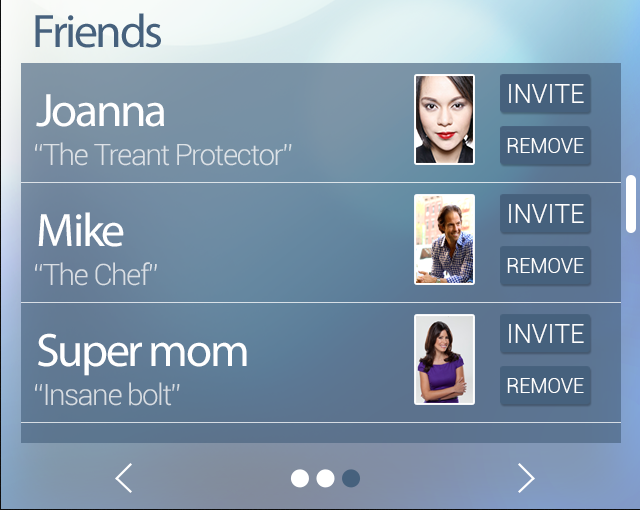 Friends
Joanna
“The Treant Protector”
INVITE
REMOVE
Mike
“The Chef”
INVITE
REMOVE
Super mom
“Insane bolt”
INVITE
REMOVE